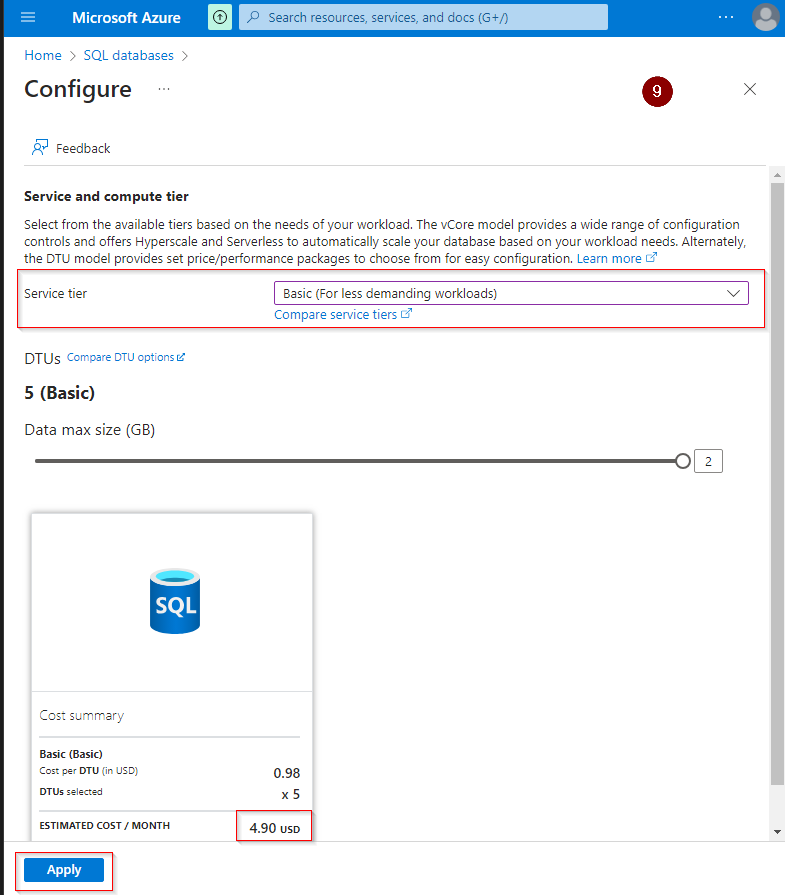 Microsoft Azure
Search resources, services, and docs (G+/)
Home > SQL databases >
Configure
9
Feedback
Service and compute tier
Select from the available tiers based on the needs of your workload. The vCore model provides a wide range of configuration
controls and offers Hyperscale and Serverless to automatically scale your database based on your workload needs. Alternately,
the DTU model provides set price/performance packages to choose from for easy configuration. Learn more
Service tier
Basic (For less demanding workloads)
Compare service tiers
DTUs Compare DTU options
5 (Basic)
Data max size (GB)
2
SQL
Cost summary
Basic (Basic)
Cost per DTU (in USD) 0.98
DTUs selected x 5
ESTIMATED COST / MONTH 4.90 USD
Apply